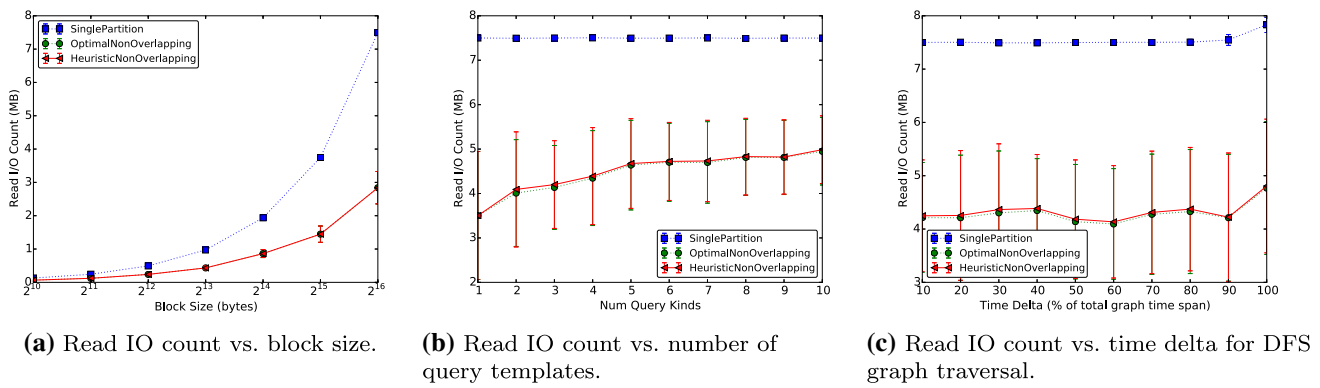 8
7
6
5
4
3
2
1
0
Read I/O Count (MB)
SinglePartition
OptimalNonOverlapping
HeuristicNonOverlapping
2^10 2^11 2^12 2^13 2^14 2^15 2^16
Block Size (bytes)
(a) Read IO count vs. block size.
8
7
6
5
4
3
2
Read I/O Count (MB)
SinglePartition
OptimalNonOverlapping
HeuristicNonOverlapping
1 2 3 4 5 6 7 8 9 10
Num Query Kinds
(b) Read IO count vs. number of
query templates.
8
7
6
5
4
3
Read I/O Count (MB)
SinglePartition
OptimalNonOverlapping
HeuristicNonOverlapping
10 20 30 40 50 60 70 80 90 100
Time Delta (% of total graph time span)
(c) Read IO count vs. time delta for DFS
graph traversal.